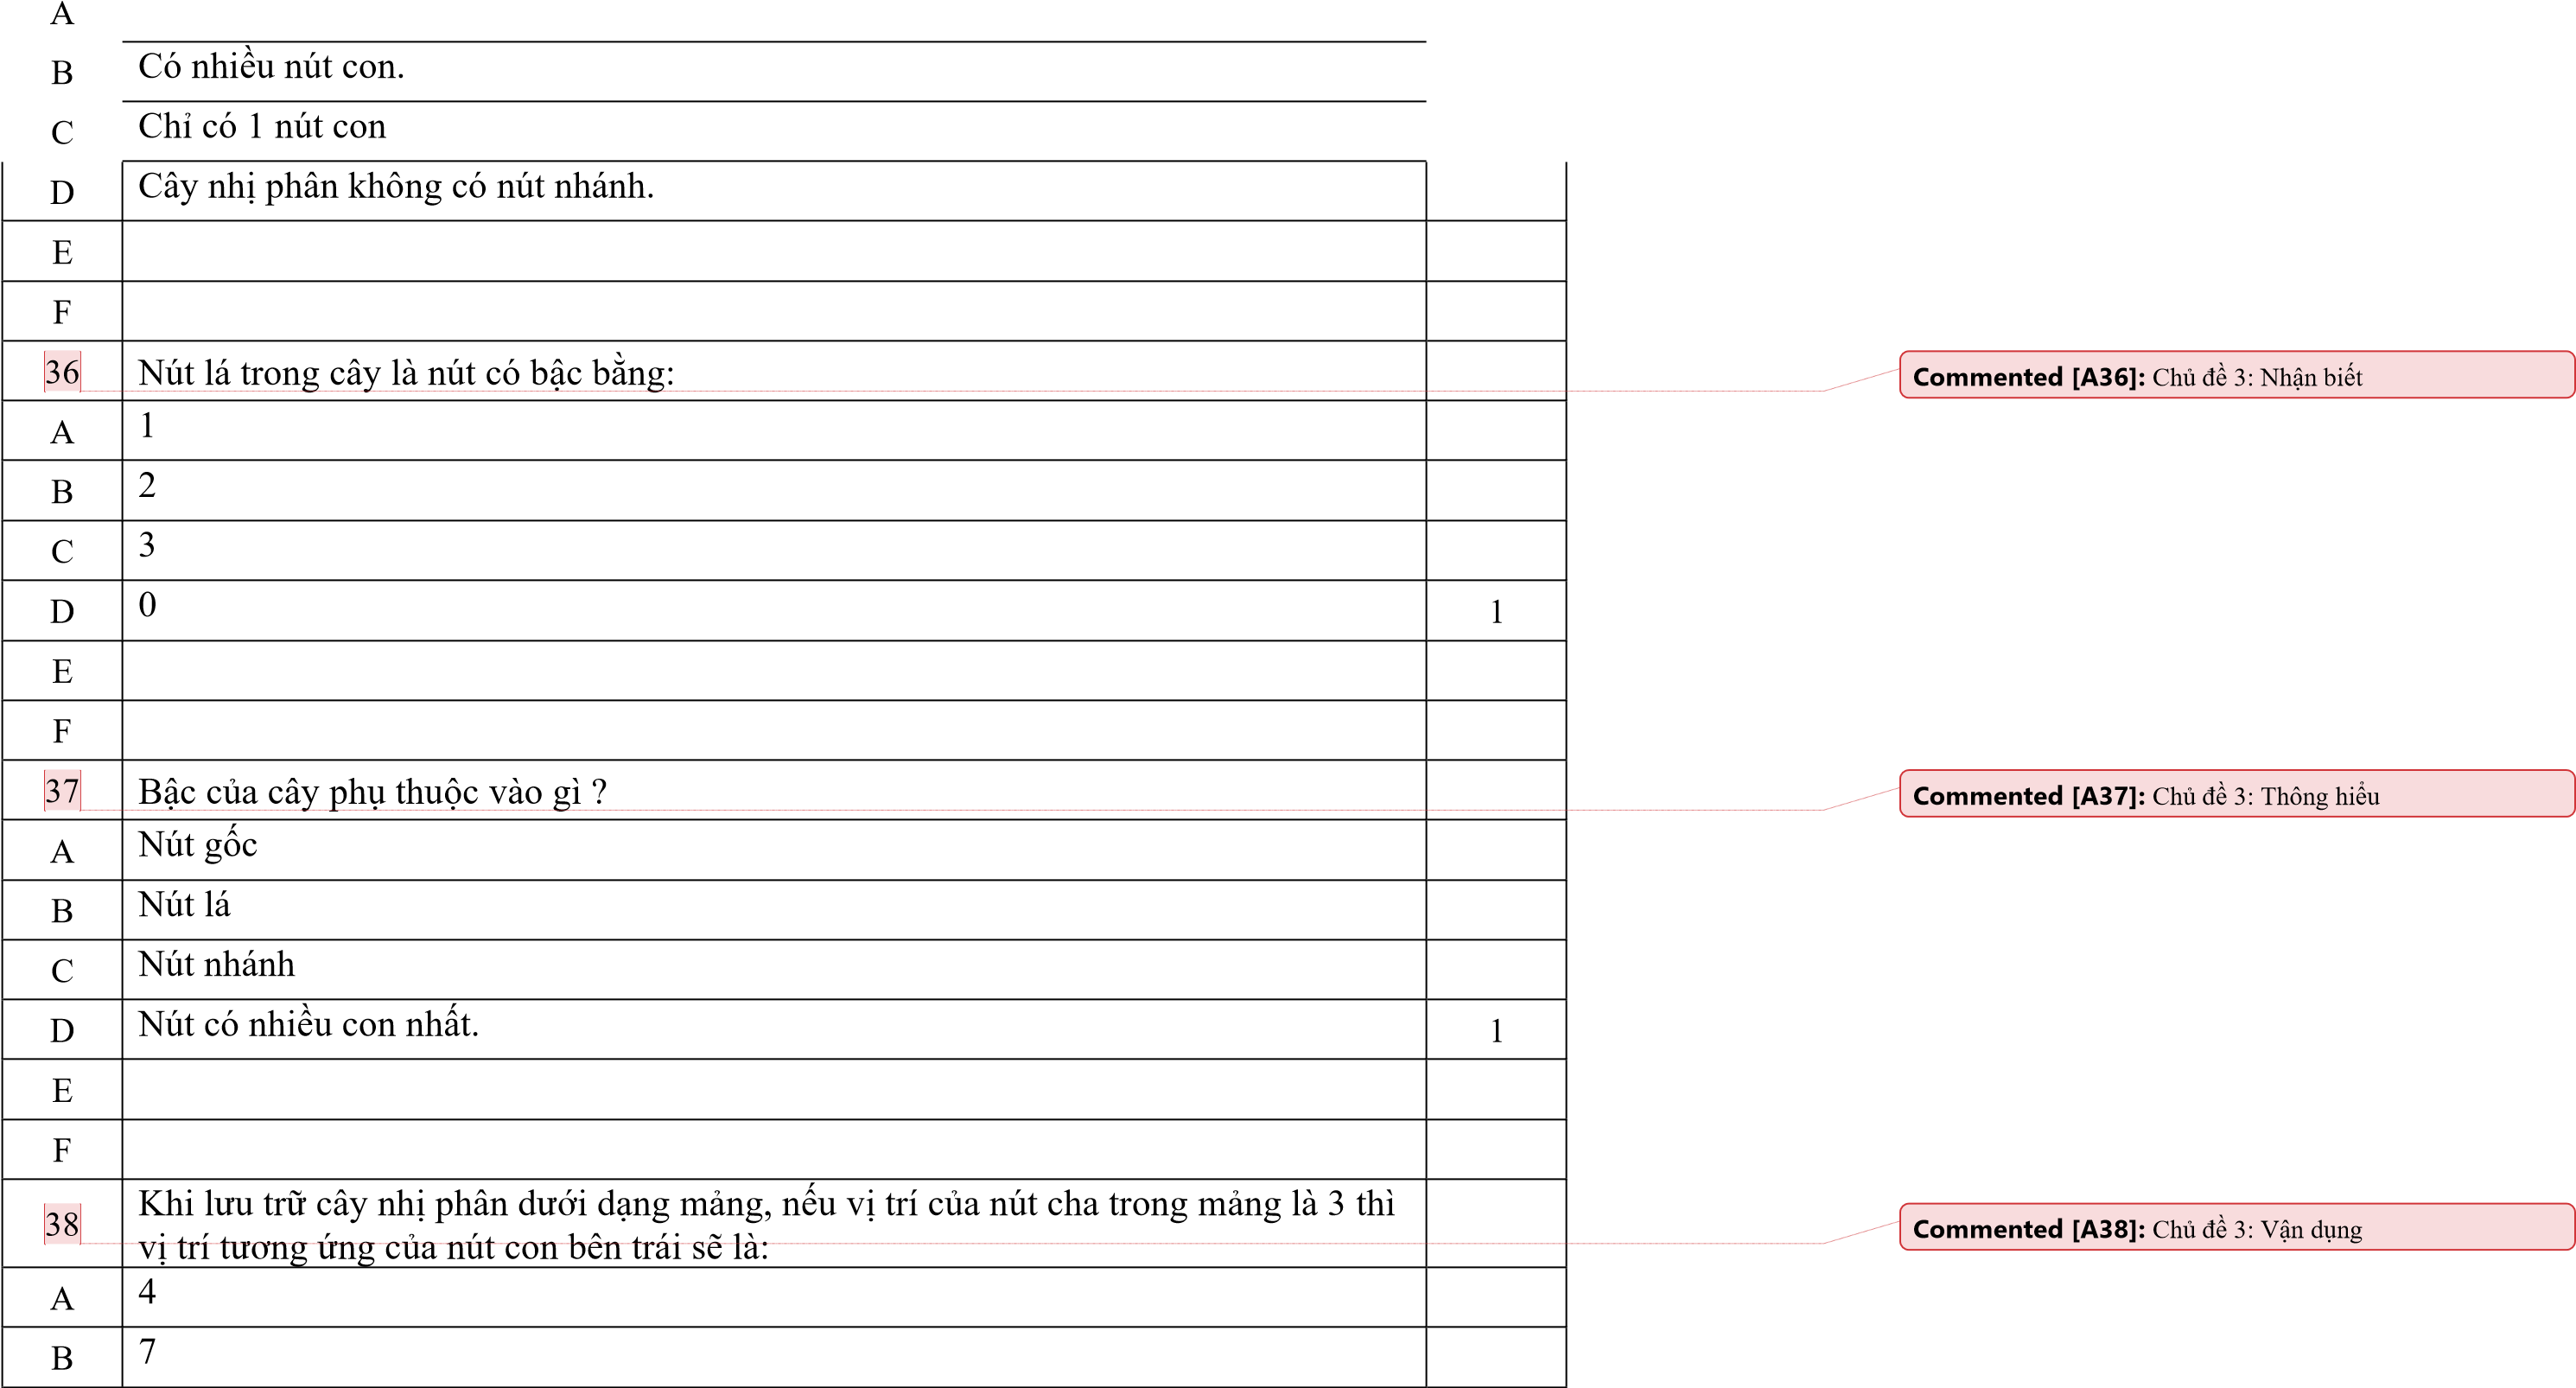 A
B Có nhiều nút con.
C Chỉ có 1 nút con
D Cây nhị phân không có nút nhánh.
E
F
36 Nút lá trong cây là nút có bậc bằng:
Commented [A36]: Chủ đề 3: Nhận biết
A 1
B 2
C 3
D 0 1
E
F
37 Bậc của cây phụ thuộc vào gì ?
Commented [A37]: Chủ đề 3: Thông hiểu
A Nút gốc
B Nút lá
C Nút nhánh
D Nút có nhiều con nhất. 1
E
F
38 Khi lưu trữ cây nhị phân dưới dạng mảng, nếu vị trí của nút cha trong mảng là 3 thì
vị trí tương ứng của nút con bên trái sẽ là:
Commented [A38]: Chủ đề 3: Vận dụng
A 4
B 7